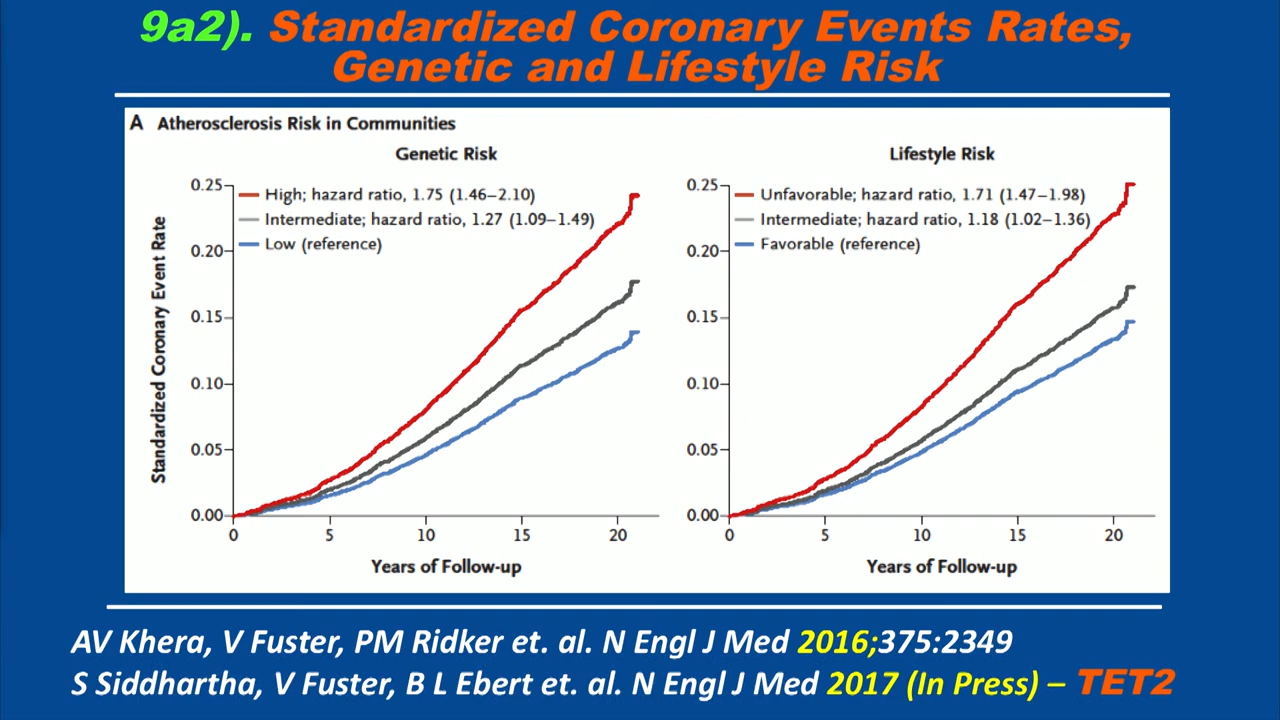 9a2). Standardized Coronary Events Rates,
Genetic and Lifestyle Risk
A Atherosclerosis Risk in Communities
Genetic Risk
Standardized Coronary Event Rate
0.25
0.20
0.15
0.10
0.05
0.00
High; hazard ratio, 1.75 (1.46–2.10)
Intermediate; hazard ratio, 1.27 (1.09–1.49)
Low (reference)
0 5 10 15 20
Years of Follow-up
Lifestyle Risk
0.25
0.20
0.15
0.10
0.05
0.00
Unfavorable; hazard ratio, 1.71 (1.47–1.98)
Intermediate; hazard ratio, 1.18 (1.02–1.36)
Favorable (reference)
0 5 10 15 20
Years of Follow-up
AV Khera, V Fuster, PM Ridker et. al. N Engl J Med 2016;375:2349
S Siddhartha, V Fuster, B L Ebert et. al. N Engl J Med 2017 (In Press) – TET2